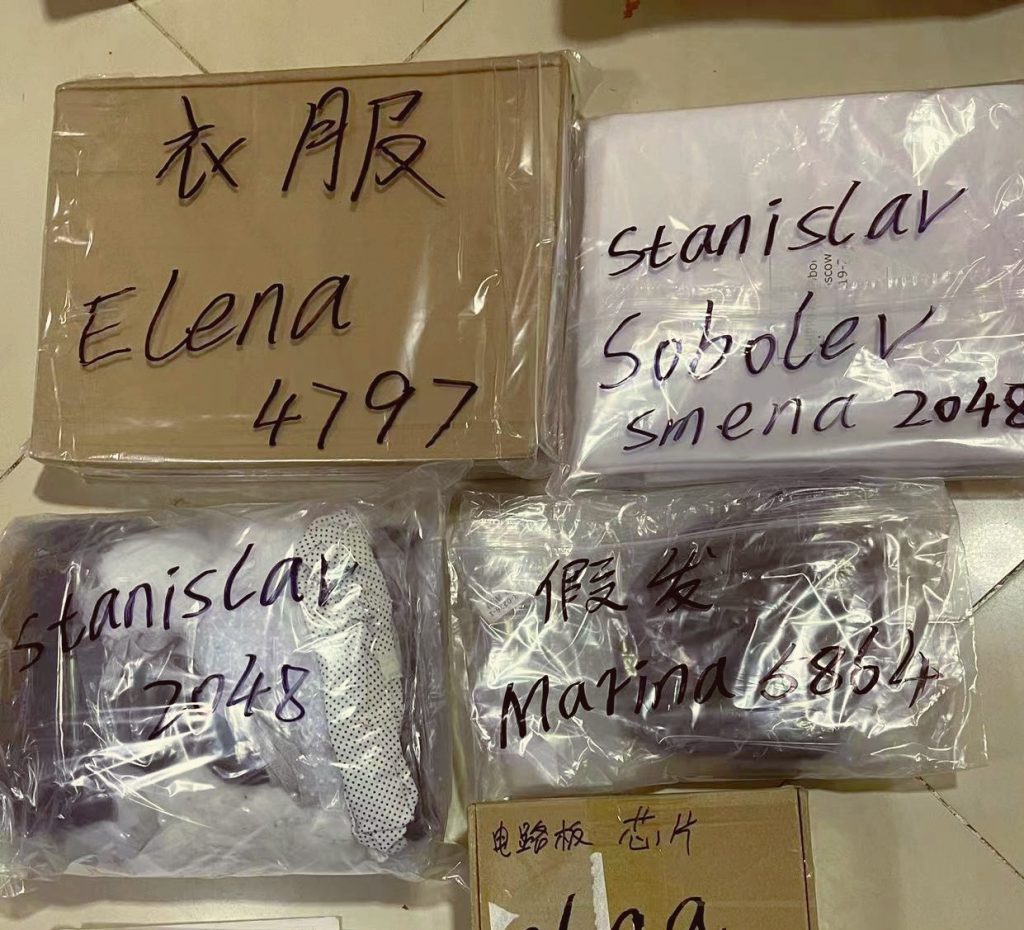 衣服
Elena
4797
Stanislav
Sobolev
smena 2048
Stanislav
2048
假发
Marina 6864
电路板 芯片